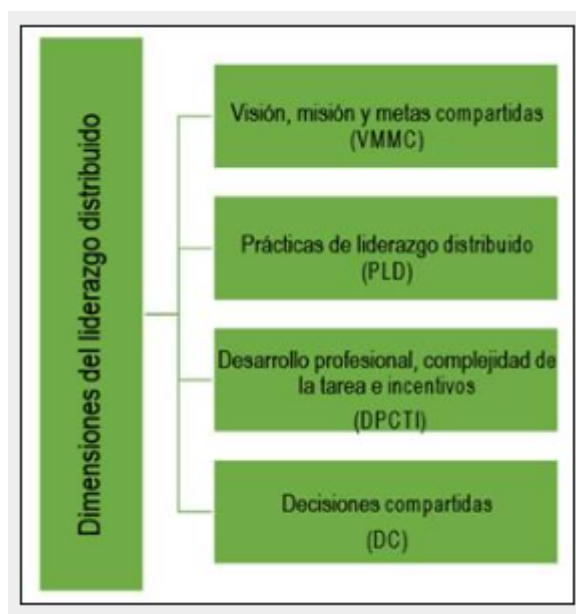 Dimensiones del liderazgo distribuido
Visión, misión y metas compartidas
(VMMC)
Prácticas de liderazgo distribuido
(PLD)
Desarrollo profesional, complejidad de
la tarea e incentivos
(DPCTI)
Decisiones compartidas
(DC)